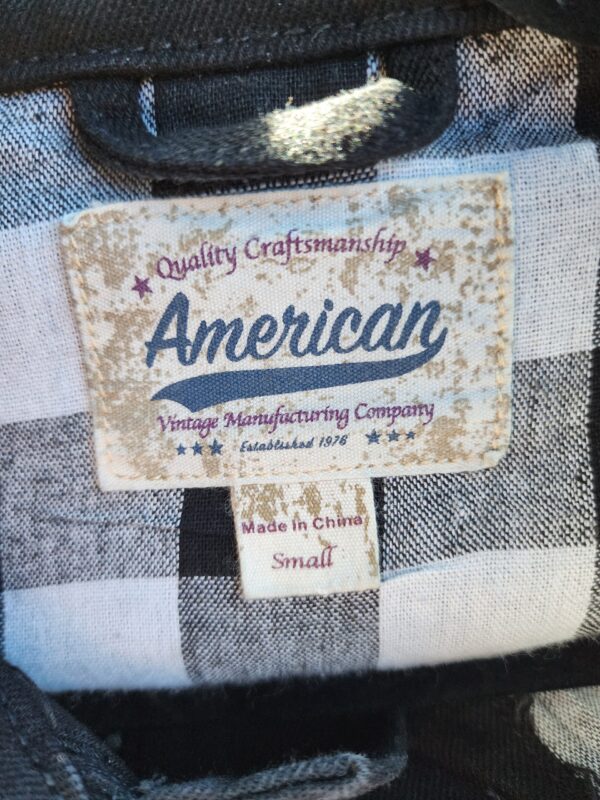 Quality Craftsmanship
American
Vintage Manufacturing Company
Established 1976
Made in China
Small